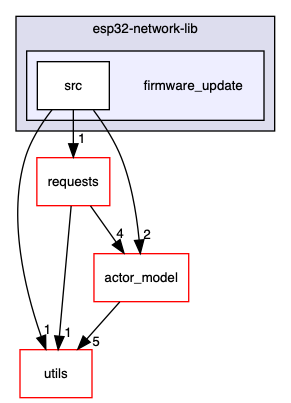 esp32-network-lib
src
firmware_update
1
requests
4
2
actor_model
1
1
5
utils